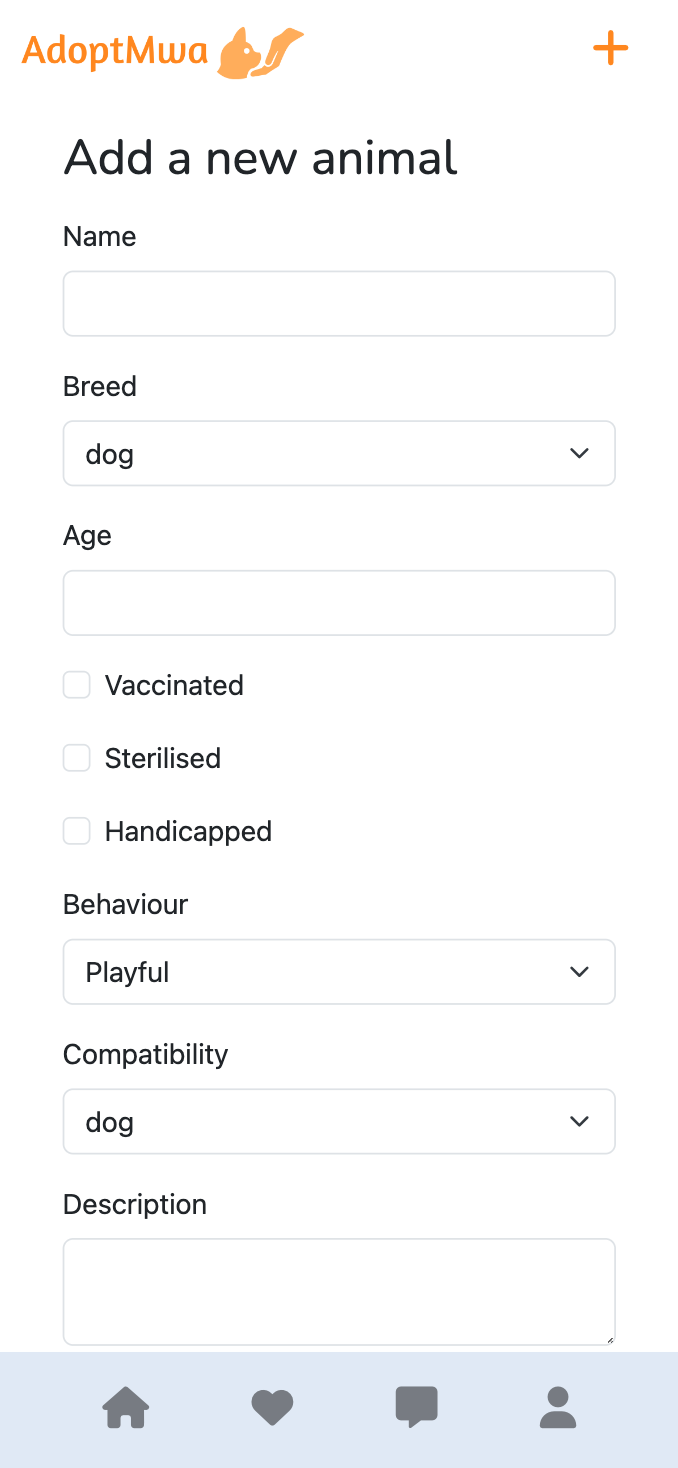 AdoptMwa
Add a new animal
Name
Breed
dog
Age
Vaccinated
Sterilised
Handicapped
Behaviour
Playful
Compatibility
dog
Description